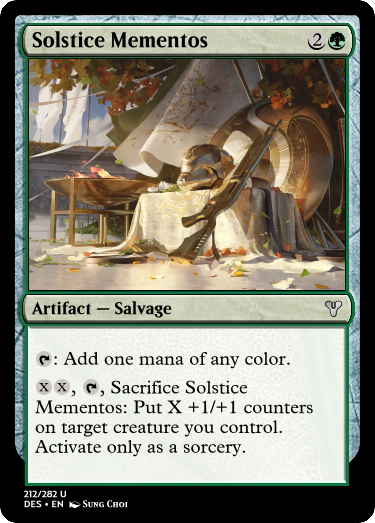 Solstice Mementos 2
: Add one mana of any color.
X X, , Sacrifice Solstice
Mementos: Put X +1/+1 counters
on target creature you control.
Activate only as a sorcery.
Artifact — Salvage
212/282 U
DES • EN Sung Choi